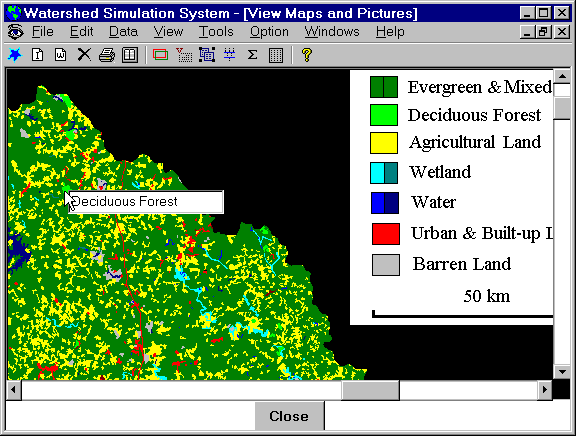 Watershed Simulation System - [View Maps and Pictures]
File Edit Data View Tools Option Windows Help
Evergreen & Mixed
Deciduous Forest
Agricultural Land
Wetland
Deciduous Forest
Water
Urban & Built-up L
Barren Land
50 km
Close